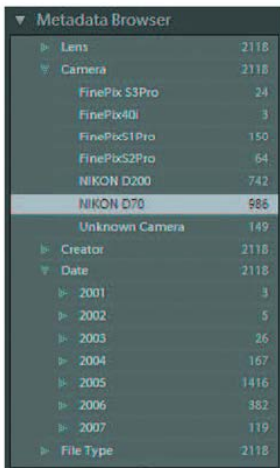 Metadata Browser
Lens 2118
Camera 2118
FinePix S3Pro 24
FinePix40i 3
FinePixS1Pro 150
FinePixS2Pro 64
NIKON D200 742
NIKON D70 986
Unknown Camera 149
Creator 2118
Date 2118
2001 3
2002 5
2003 26
2004 167
2005 1416
2006 382
2007 119
File Type 2118